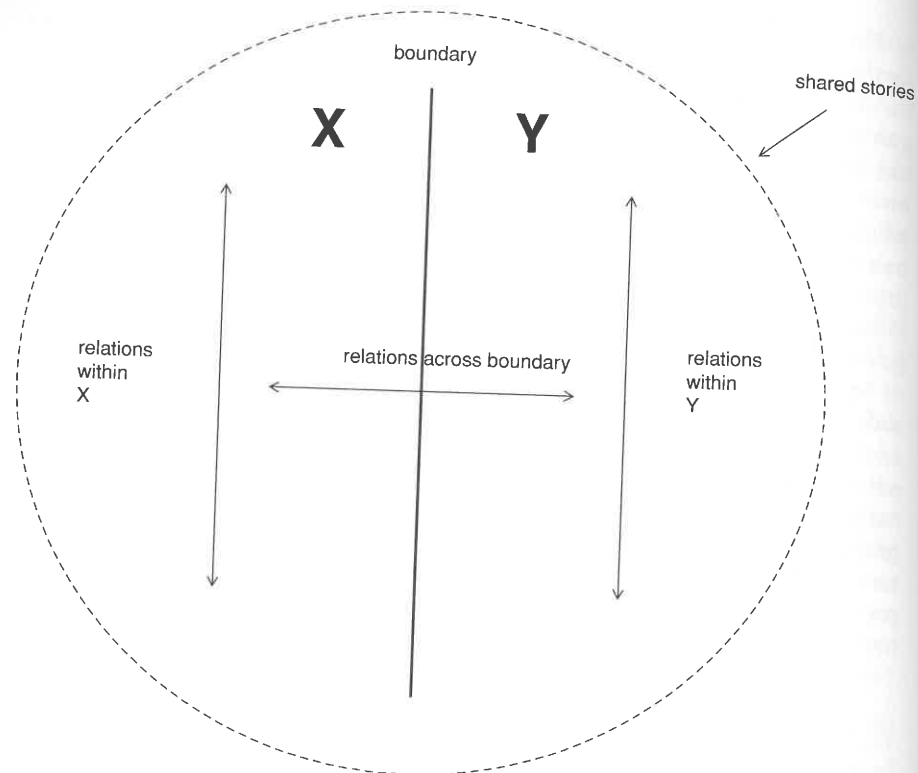 boundary
shared stories
X
Y
relations across boundary
relations
within
X
relations
within
Y